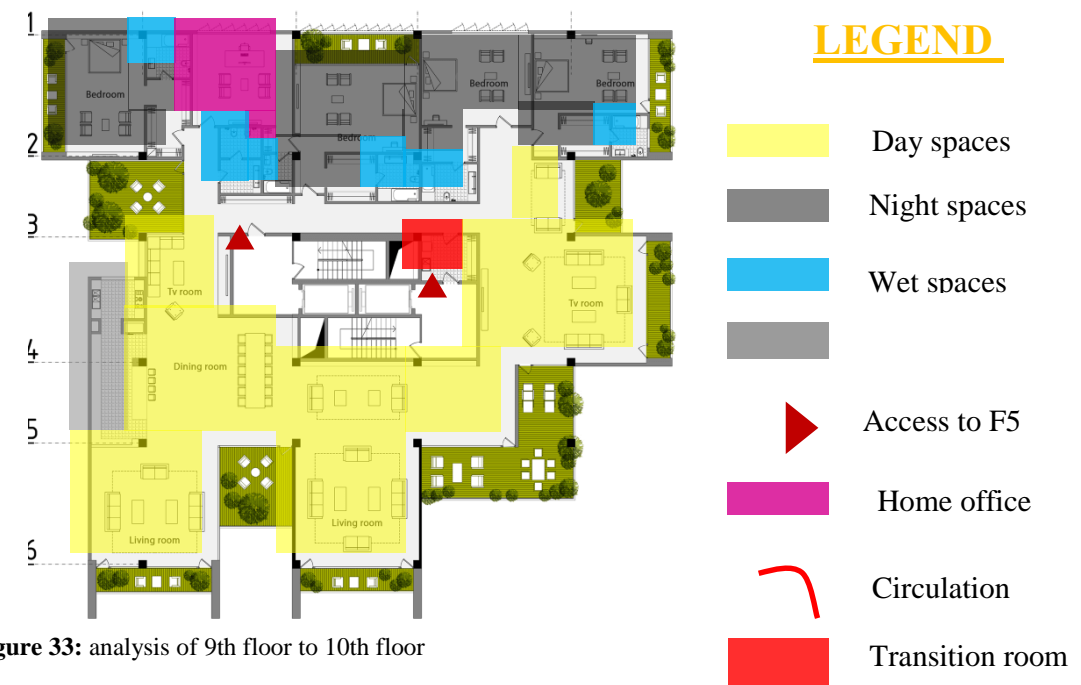 1
LEGEND
Bedroom
Bedroom
Bedroom
Bedroom
2
Day spaces
Night spaces
3
Wet spaces
Tv room
Tv room
4
Dining room
5
Access to F5
Living room
Living room
Home office
6
Circulation
gure 33: analysis of 9th floor to 10th floor
Transition room